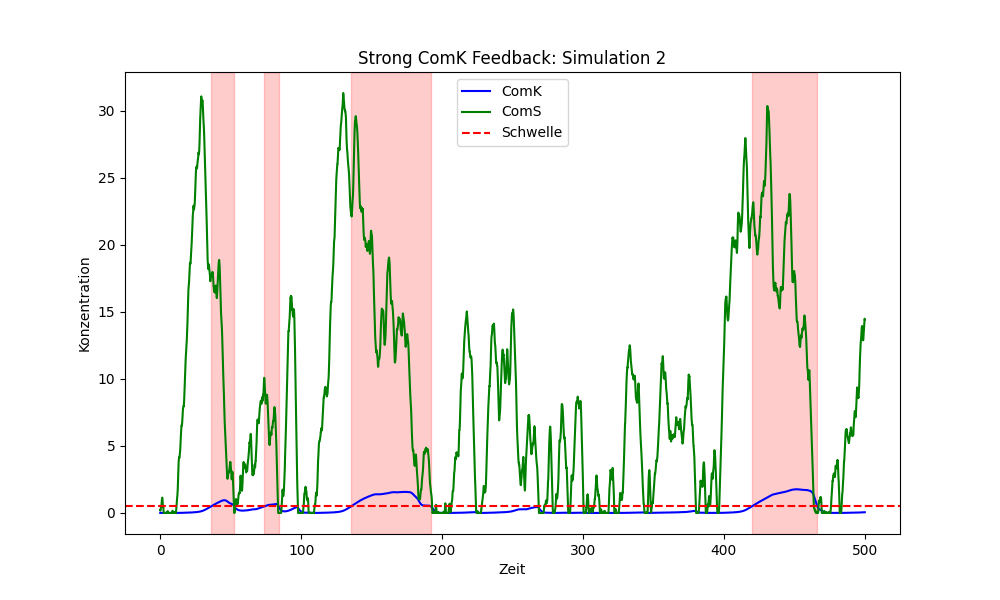 Strong ComK Feedback: Simulation 2
ComK
ComS
Schwelle
Konzentration
30
25
20
15
10
5
0
0 100 200 300 400 500
Zeit